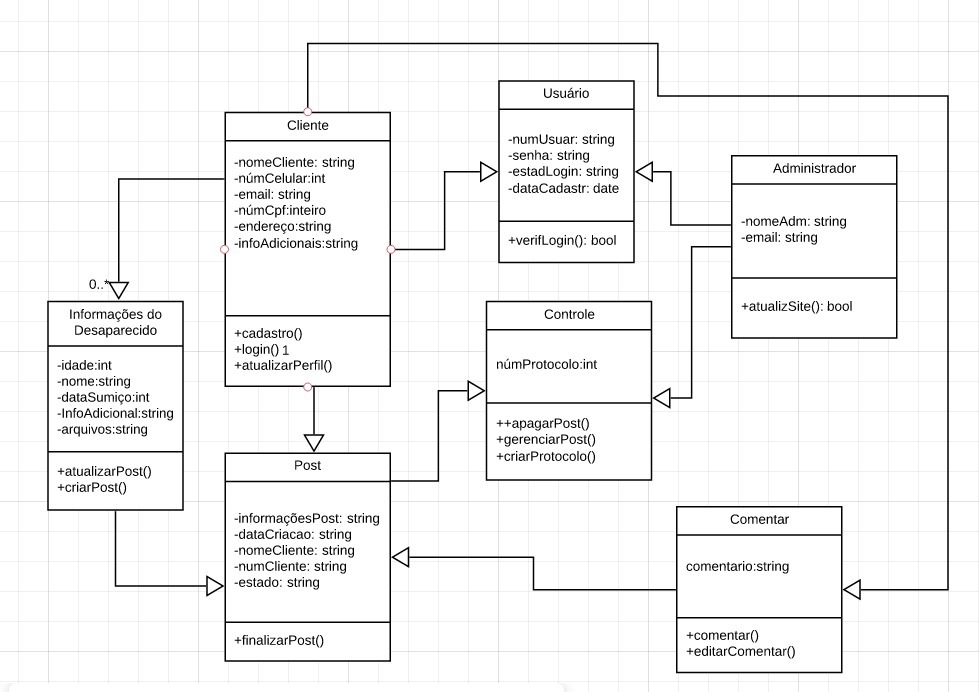 Cliente
-nomeCliente: string
-númCelular:int
-email: string
-númCpf:inteiro
-endereço:string
-infoAdicionais:string
+cadastro()
+login() 1
+atualizarPerfil()
Usuário
-numUsuar: string
-senha: string
-estadLogin: string
-dataCadastr: date
+verifLogin(): bool
Administrador
-nomeAdm: string
-email: string
+atualizSite(): bool
0..*
Informações do
Desaparecido
-idade:int
-nome:string
-dataSumiço:int
-InfoAdicional:string
-arquivos:string
+atualizarPost()
+criarPost()
Controle
númProtocolo:int
++apagarPost()
+gerenciarPost()
+criarProtocolo()
Post
-informaçõesPost: string
-dataCriacao: string
-nomeCliente: string
-numCliente: string
-estado: string
+finalizarPost()
Comentar
comentario:string
+comentar()
+editarComentar()